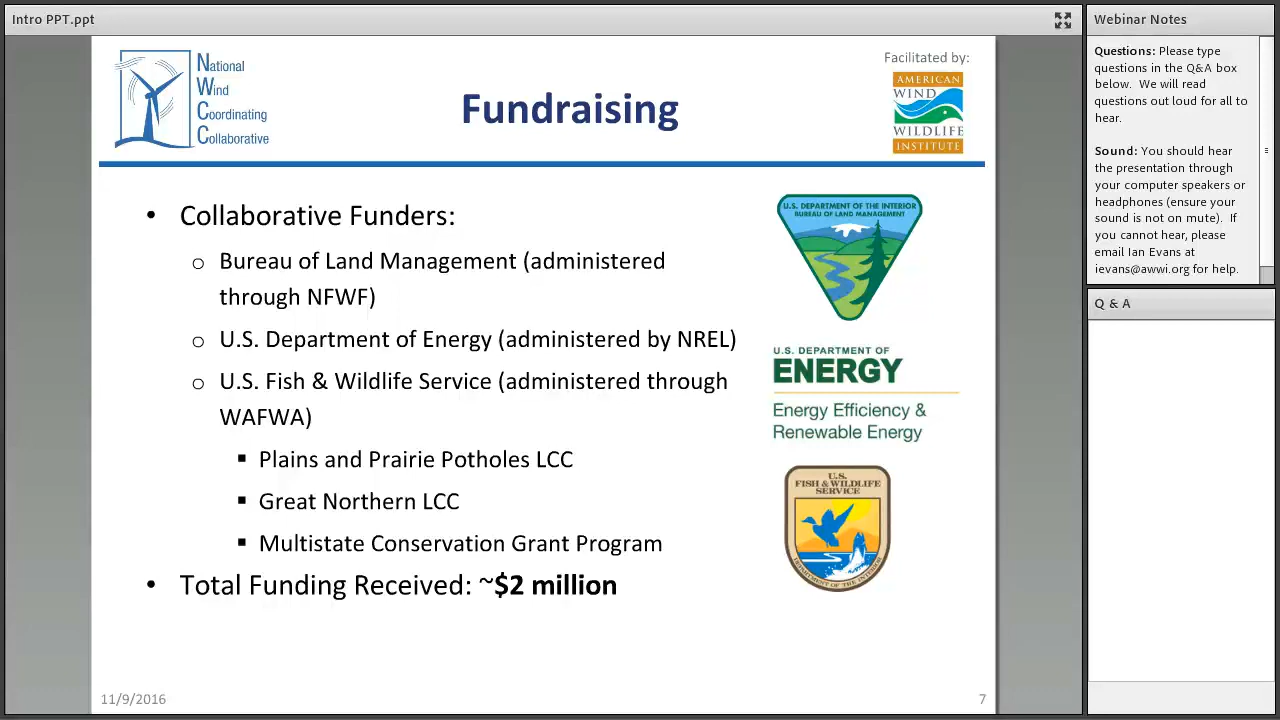 Intro PPT.ppt
National
Wind
Coordinating
Collaborative
Fundraising
Facilitated by:
AMERICAN
WIND
WILDLIFE
INSTITUTE
• Collaborative Funders:
o Bureau of Land Management (administered
through NFWF)
o U.S. Department of Energy (administered by NREL)
o U.S. Fish & Wildlife Service (administered through
WAFWA)
▪ Plains and Prairie Potholes LCC
▪ Great Northern LCC
▪ Multistate Conservation Grant Program
• Total Funding Received: ~$2 million
U.S. DEPARTMENT OF THE INTERIOR
BUREAU OF LAND MANAGEMENT
U.S. DEPARTMENT OF
ENERGY
Energy Efficiency &
Renewable Energy
U.S.
FISH & WILDLIFE
SERVICE
DEPARTMENT OF THE INTERIOR
11/9/2016
7
Webinar Notes
Questions: Please type
questions in the Q&A box
below. We will read
questions out loud for all to
hear.
Sound: You should hear
the presentation through
your computer speakers or
headphones (ensure your
sound is not on mute). If
you cannot hear, please
email Ian Evans at
ievans@awwi.org for help.
Q & A